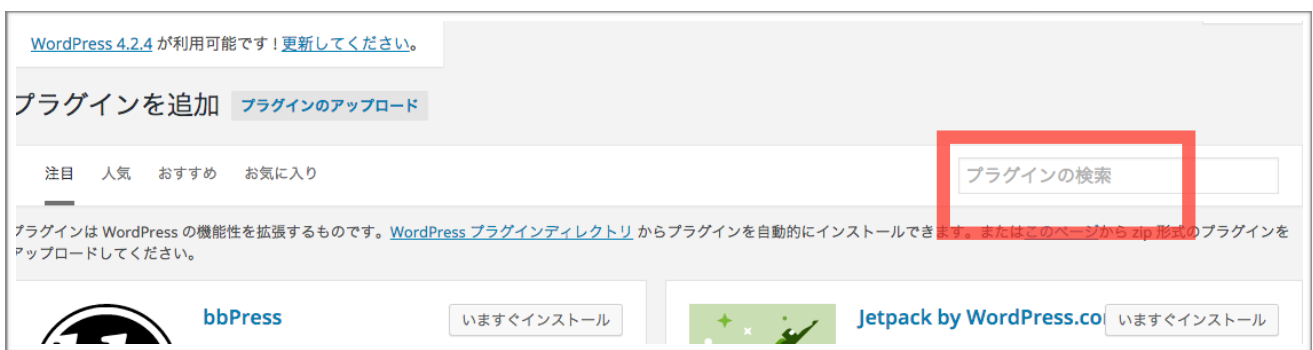 WordPress 4.2.4 が利用可能です ! 更新してください。
プラグインを追加 プラグインのアップロード
注目 人気 おすすめ お気に入り プラグインの検索
プラグインは WordPress の機能性を拡張するものです。WordPress プラグインディレクトリ からプラグインを自動的にインストールできます。またはこのページから zip 形式のプラグインを
アップロードしてください。
bbPress いますぐインストール Jetpack by WordPress.co いますぐインストール